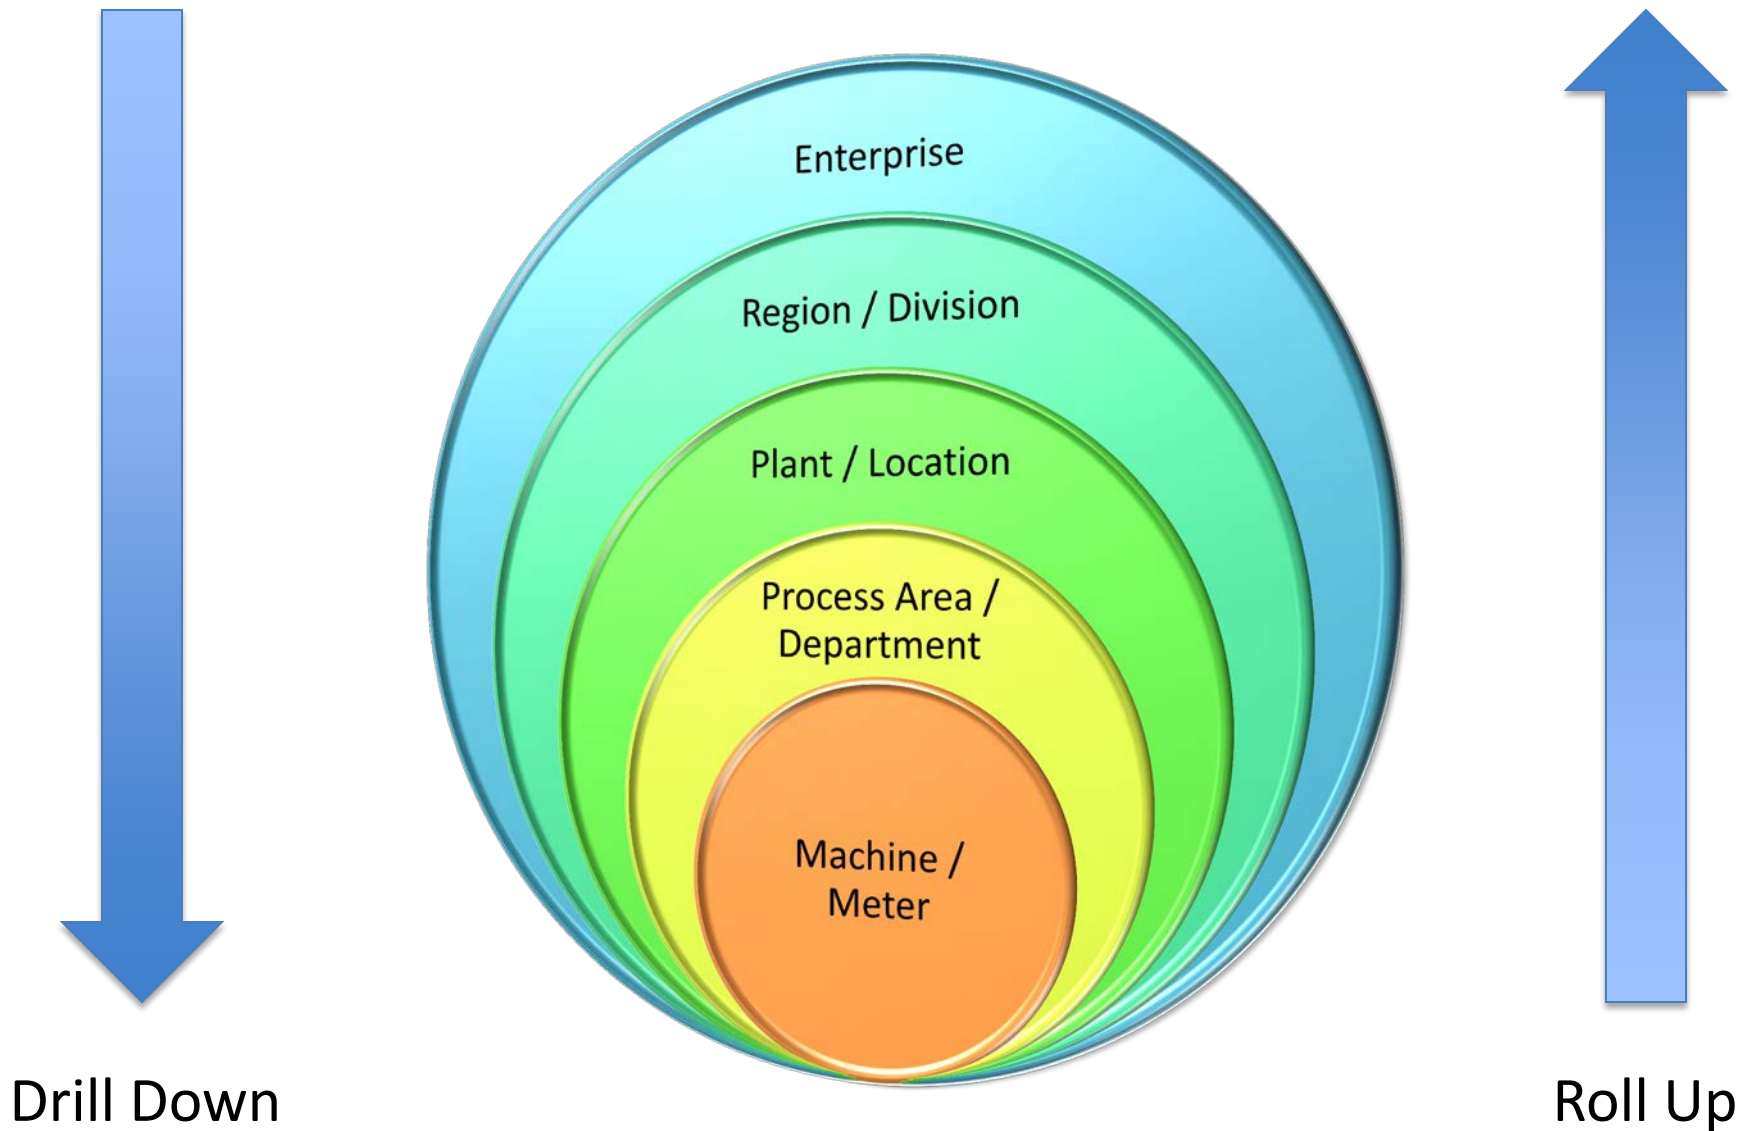 Enterprise
Region / Division
Plant / Location
Process Area /
Department
Machine /
Meter
Drill Down
Roll Up